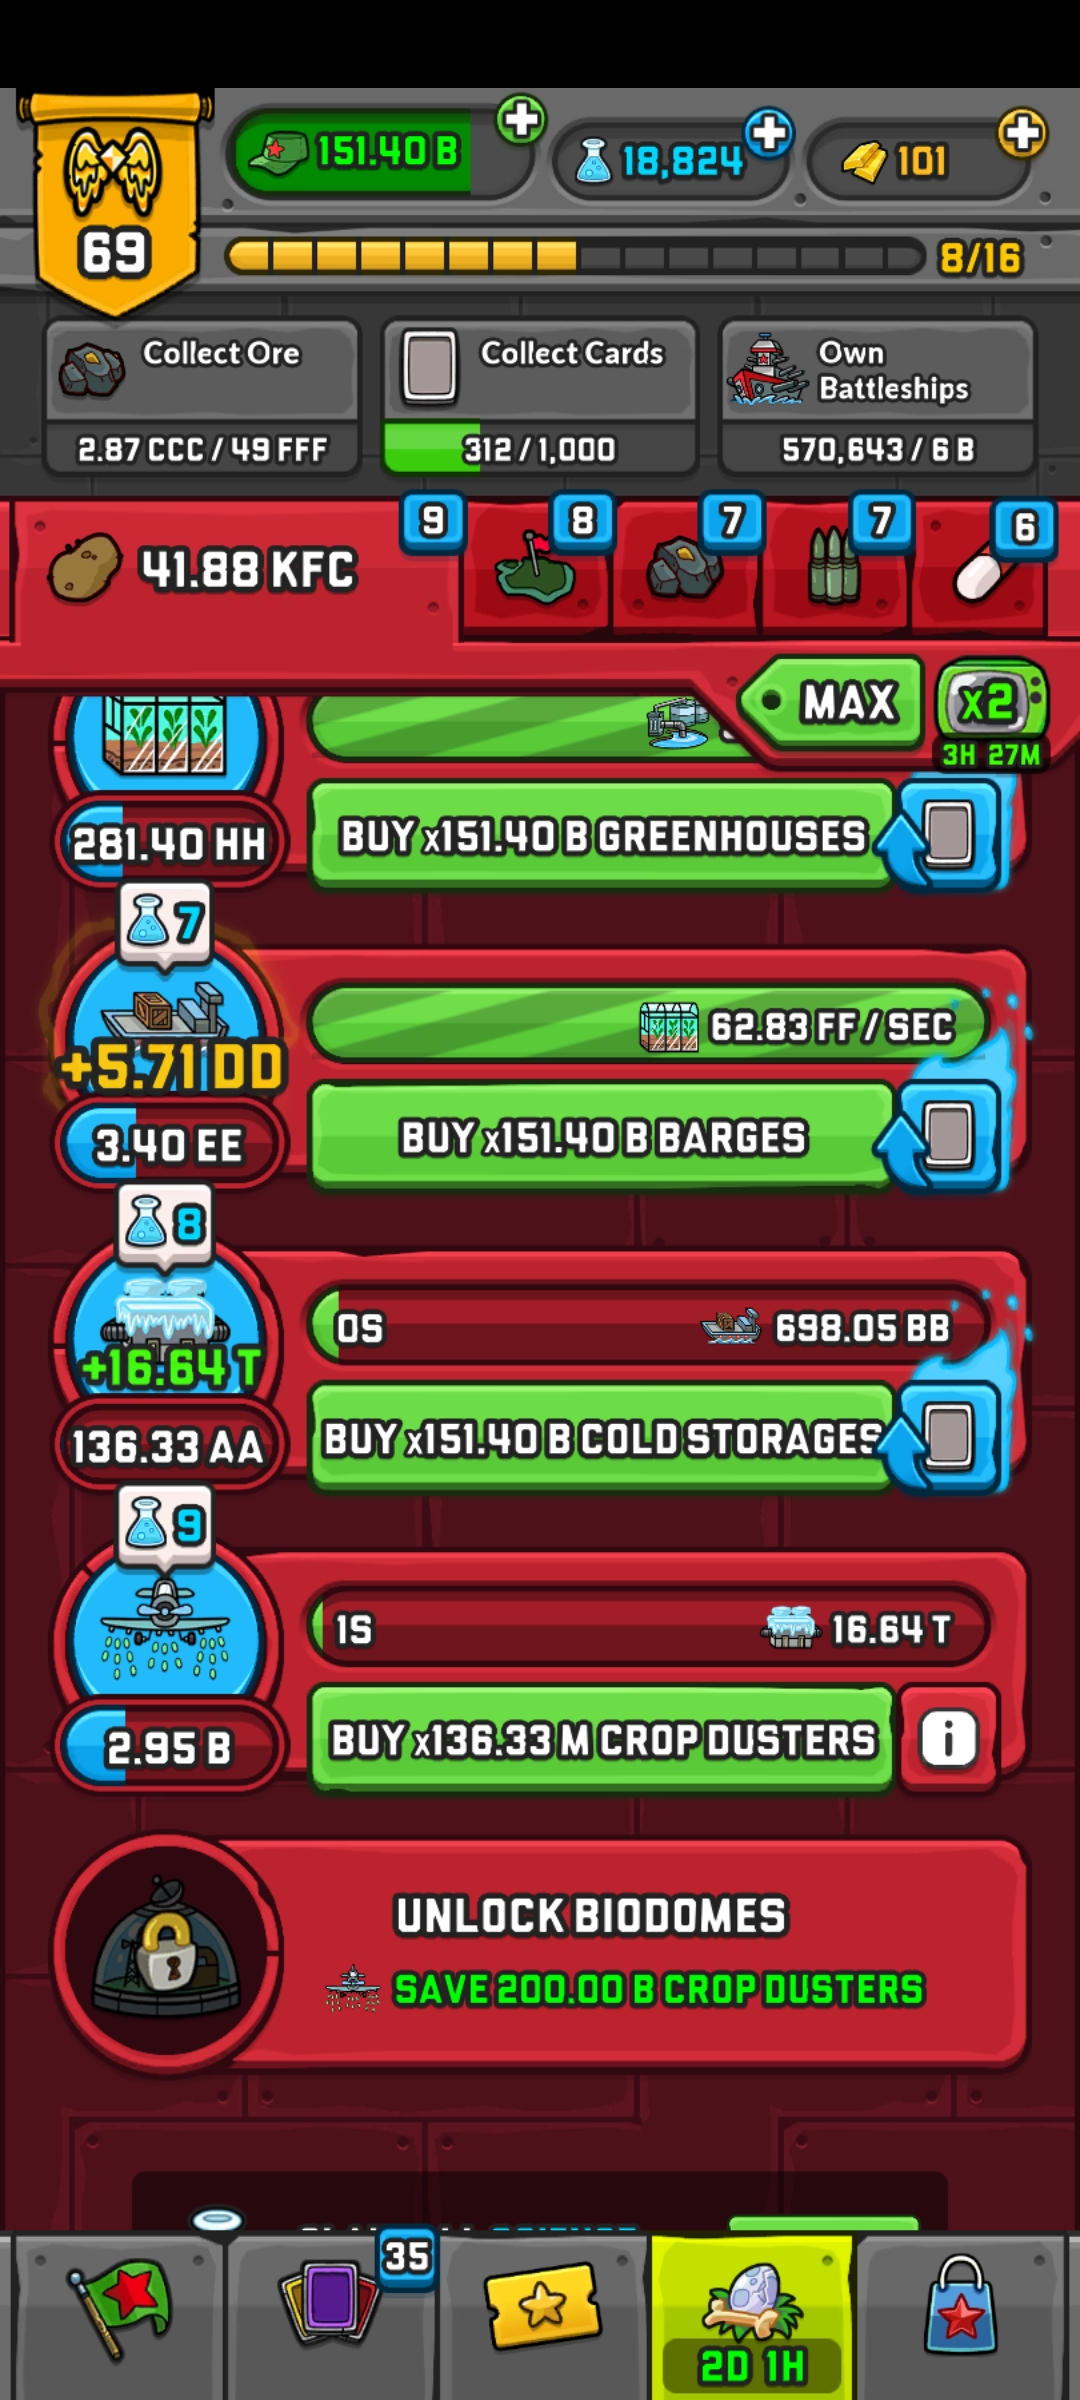 69
151.40 B
18,824
101
8/16
Collect Ore
2.87 CCC / 49 FFF
Collect Cards
312 / 1,000
Own
Battleships
570,643 / 6 B
41.88 KFC
9
8
7
7
6
MAX
x2
3H 27M
281.40 HH
BUY x151.40 B GREENHOUSES
7
+5.71 DD
62.83 FF / SEC
3.40 EE
BUY x151.40 B BARGES
8
+16.64 T
0S
698.05 BB
136.33 AA
BUY x151.40 B COLD STORAGES
9
1S
16.64 T
2.95 B
BUY x136.33 M CROP DUSTERS
i
UNLOCK BIODOMES
SAVE 200.00 B CROP DUSTERS
35
2D 1H